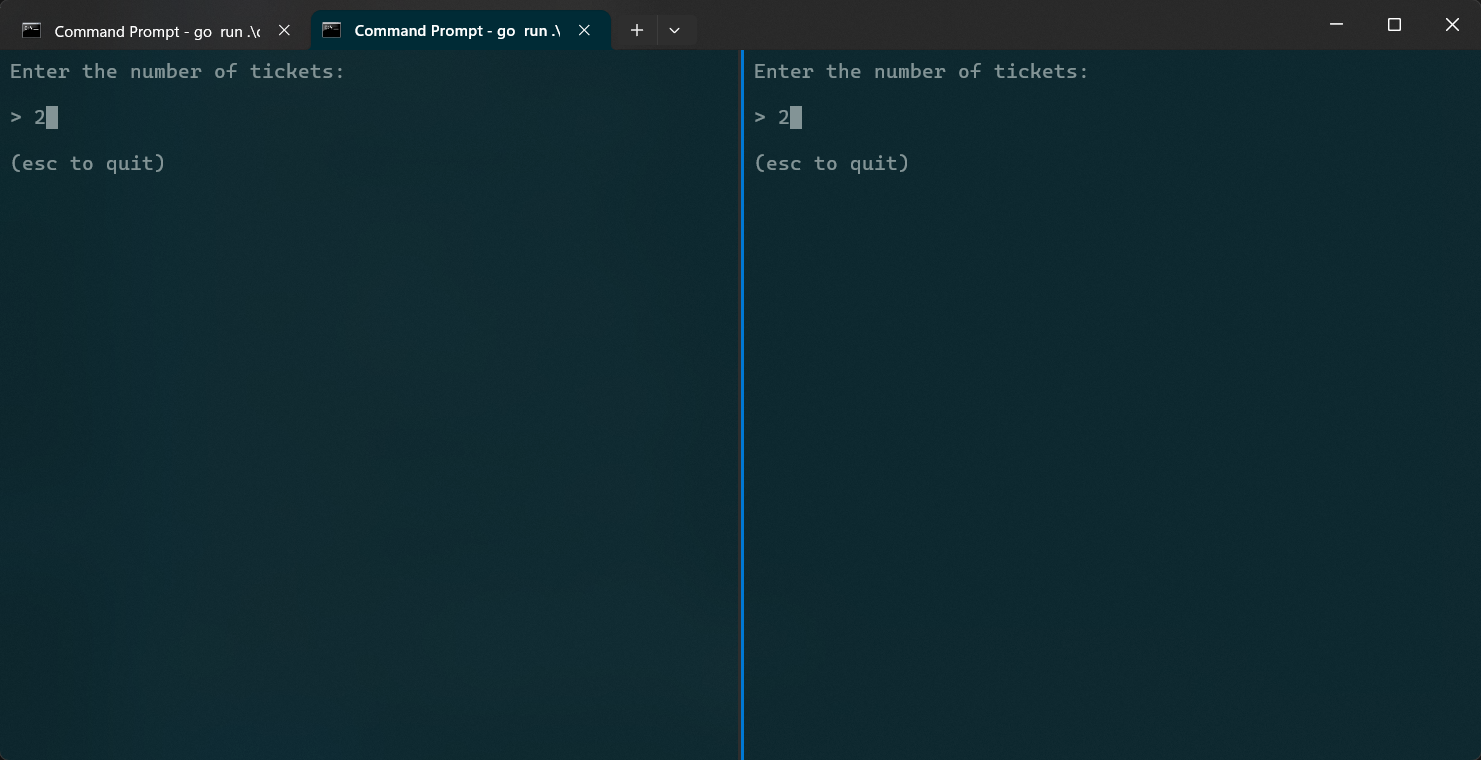 Command Prompt - go run .\c
Command Prompt - go run .\
Enter the number of tickets:
> 2
(esc to quit)
Enter the number of tickets:
> 2
(esc to quit)